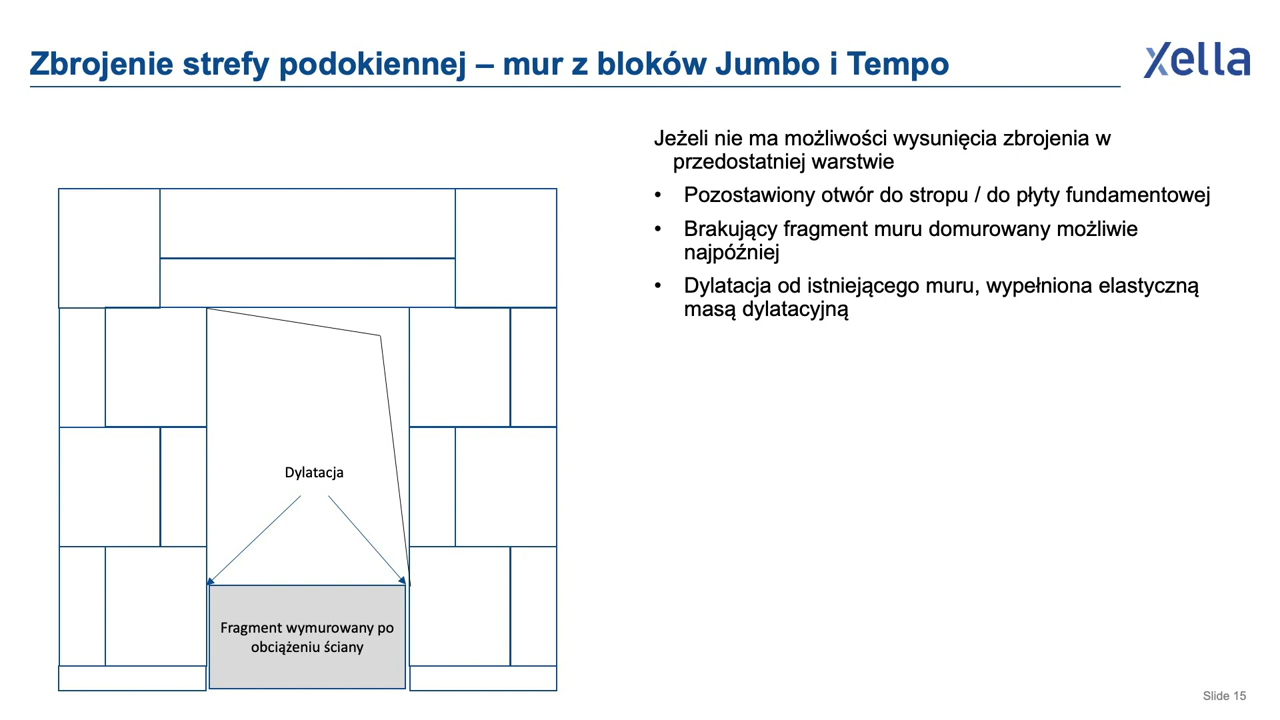 Zbrojenie strefy podokiennej – mur z bloków Jumbo i Tempo
xella
Jeżeli nie ma możliwości wysunięcia zbrojenia w
przedostatniej warstwie
• Pozostawiony otwór do stropu / do płyty fundamentowej
• Brakujący fragment muru domurowany możliwie
najpóźniej
• Dylatacja od istniejącego muru, wypełniona elastyczną
masą dylatacyjną
Dylatacja
Fragment wymurowany po
obciążeniu ściany
Slide 15